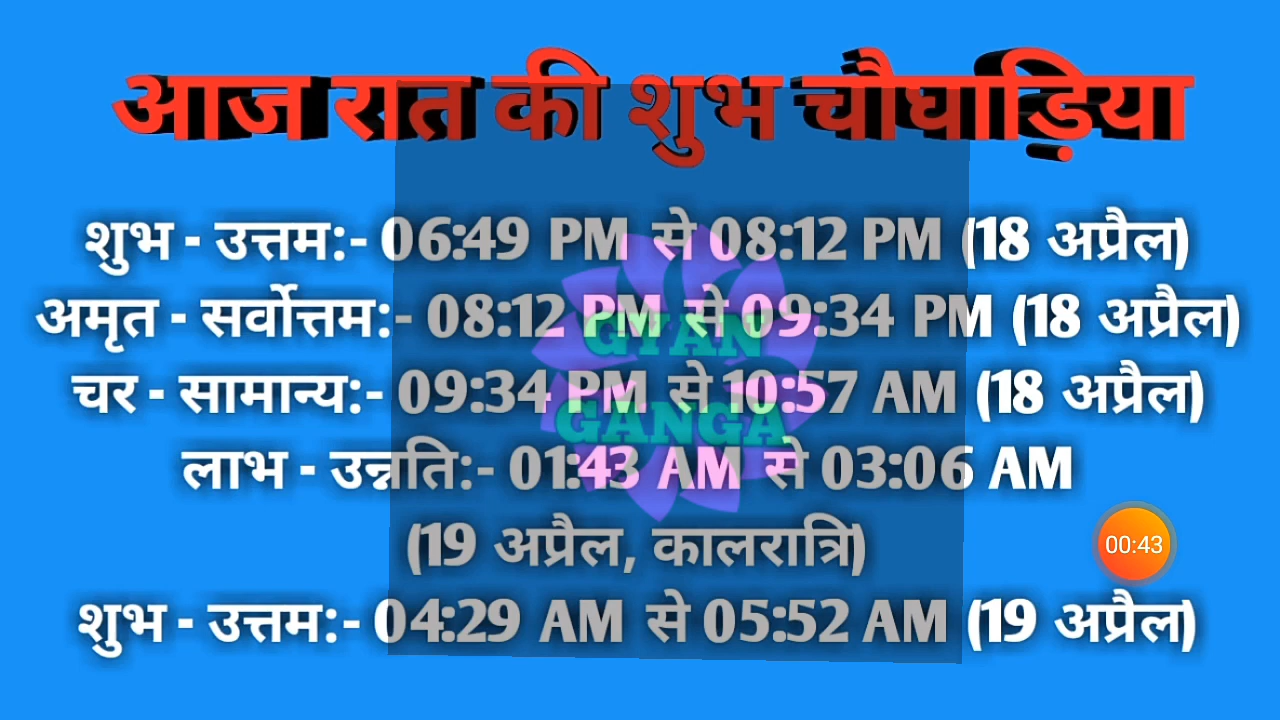 आज रात की शुभ चौघाड़िया
शुभ - उत्तम:- 06:49 PM से 08:12 PM (18 अप्रैल)
अमृत - सर्वोत्तम:- 08:12 PM से 09:34 PM (18 अप्रैल)
चर - सामान्य:- 09:34 PM से 10:57 AM (18 अप्रैल)
लाभ - उन्नति:- 01:43 AM से 03:06 AM
(19 अप्रैल, कालरात्रि)
शुभ - उत्तम:- 04:29 AM से 05:52 AM (19 अप्रैल)
GYAN
GANGA
00:43